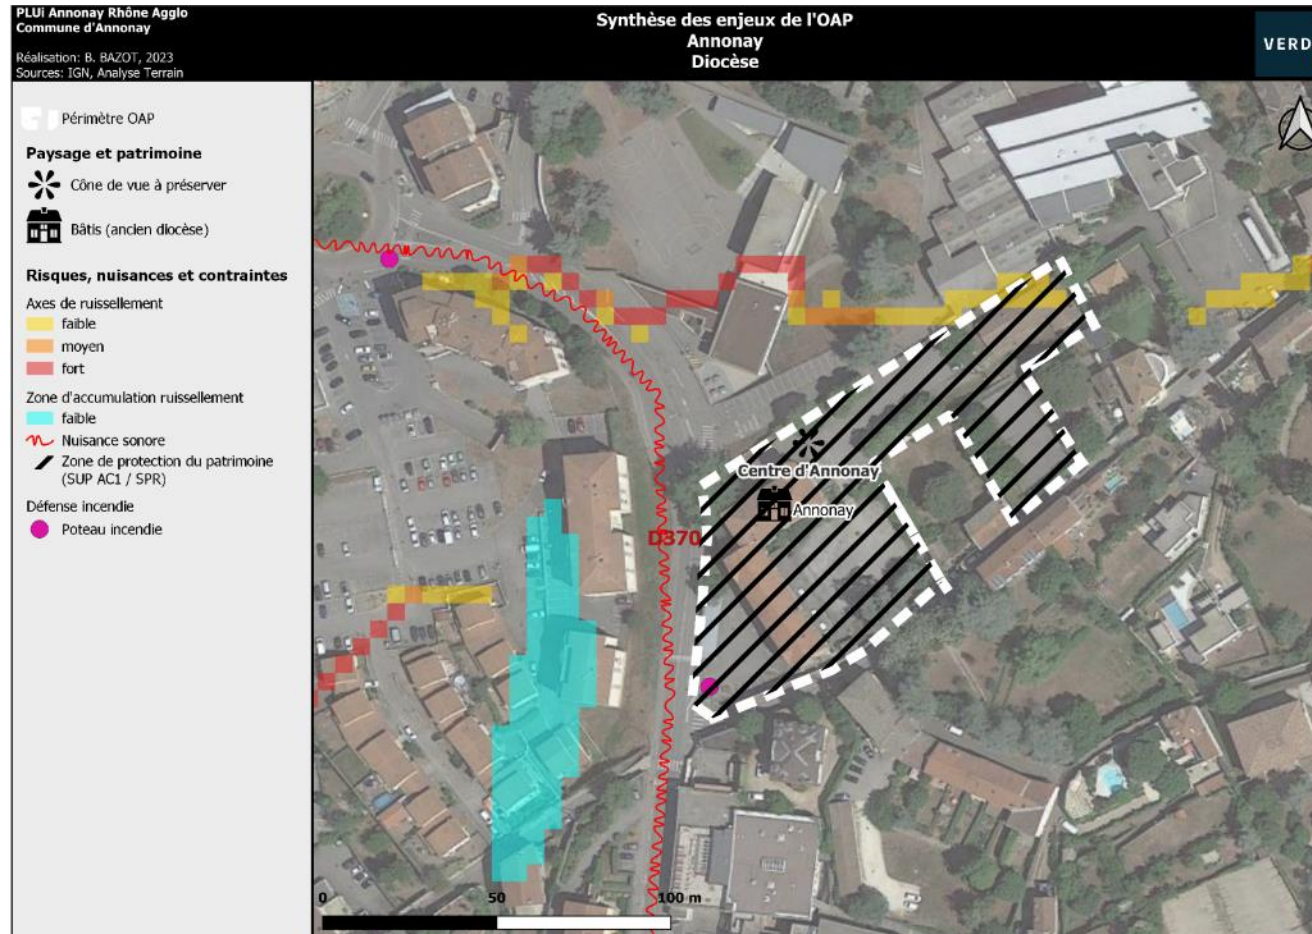 PLUi Annonay Rhône Agglo
Commune d'Annonay
Réalisation: B. BAZOT, 2023
Sources: IGN, Analyse Terrain
Synthèse des enjeux de l'OAP
Annonay
Diocèse
VERD
Périmètre OAP
Paysage et patrimoine
Cône de vue à préserver
Bâtis (ancien diocèse)
Risques, nuisances et contraintes
Axes de ruissellement
faible
moyen
fort
Zone d'accumulation ruissellement
faible
Nuisance sonore
Zone de protection du patrimoine
(SUP AC1 / SPR)
Défense incendie
Poteau incendie
Centre d'Annonay
Annonay
D370
0
50
100 m